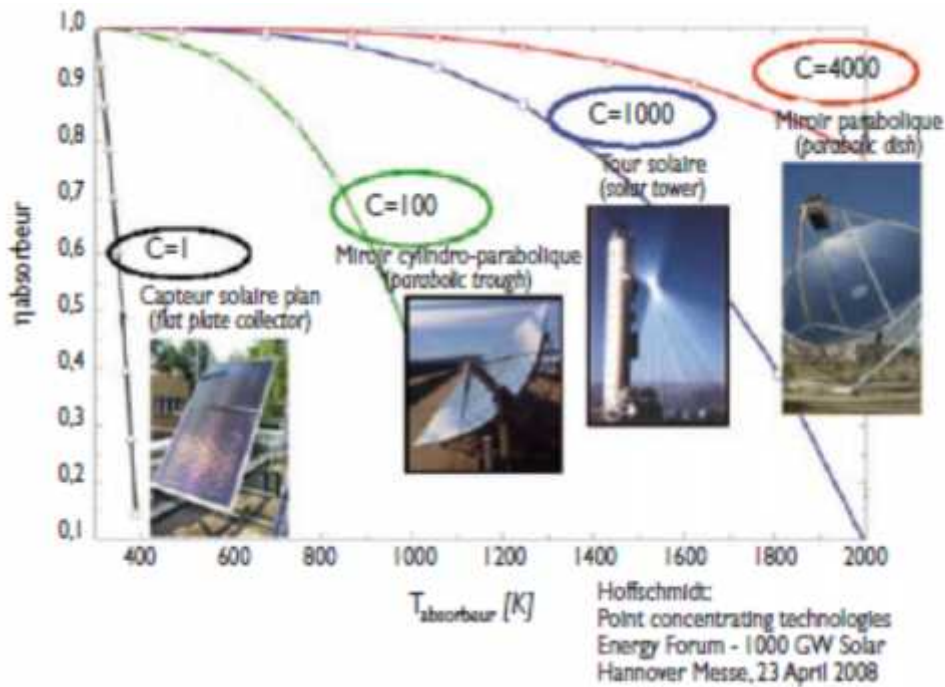 1,0
0,9
0,8
0,7
0,6
0,5
0,4
0,3
0,2
0,1
ηabsorbeur
C=4000
Miroir parabolique
(parabolic dish)
C=1000
Tour solaire
(solar tower)
C=100
Miroir cylindro-parabolique
(parabolic trough)
C=1
Capteur solaire plan
(flat plate collector)
400 600 800 1000 1200 1400 1600 1800 2000
Tabsorbeur [K]
Hoffschmidt:
Point concentrating technologies
Energy Forum - 1000 GW Solar
Hannover Messe, 23 April 2008